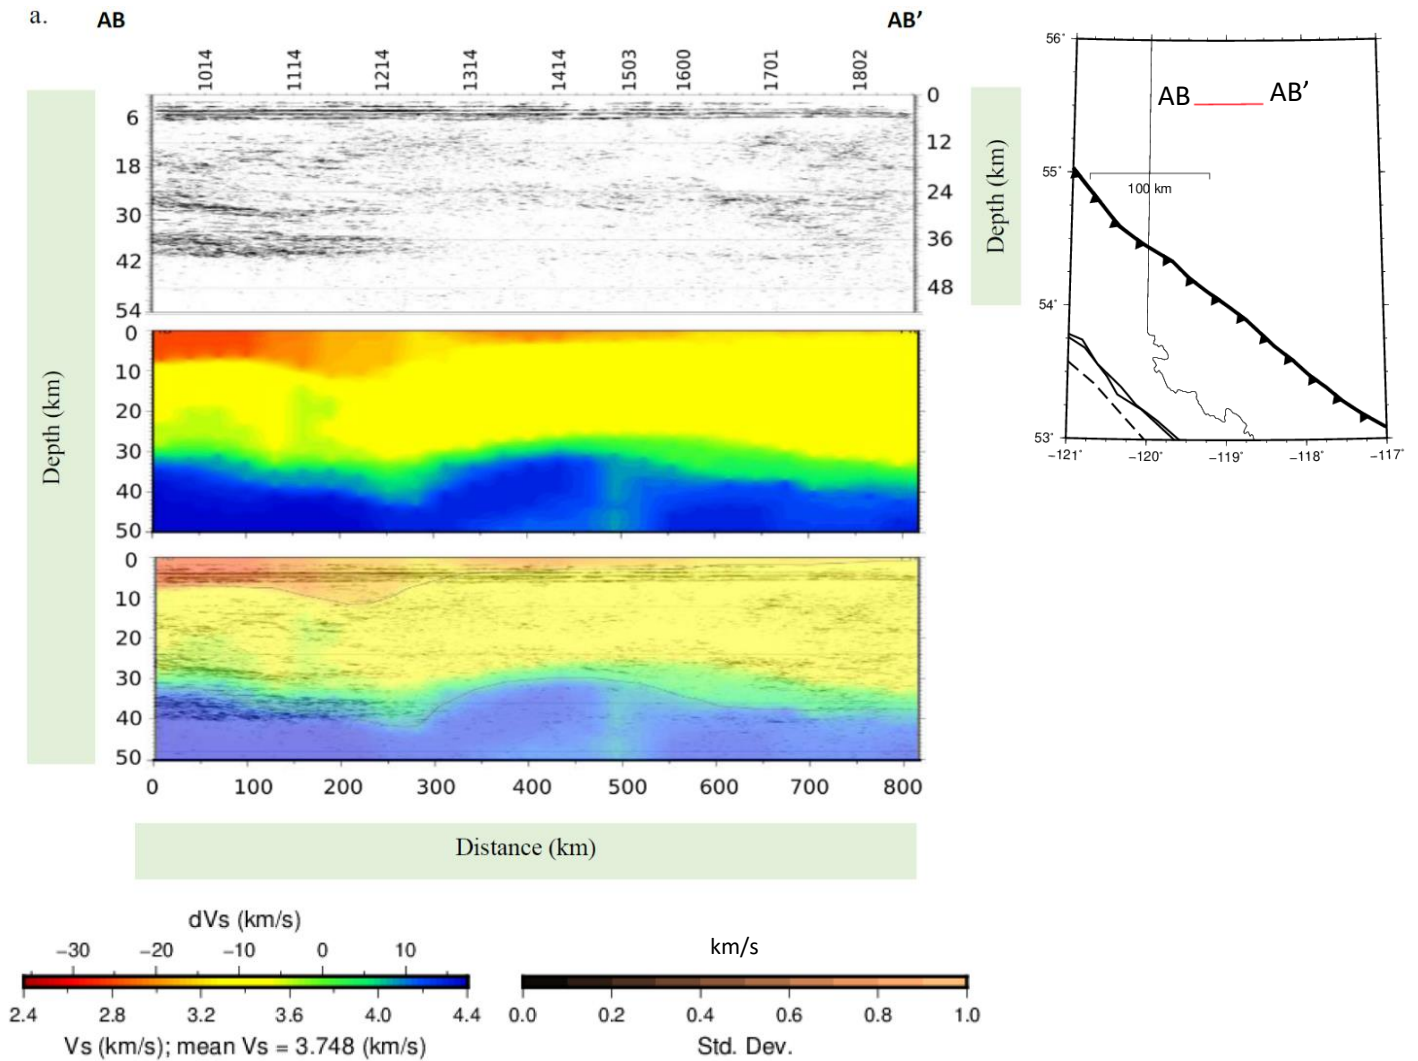 a. AB AB’
1014 1114 1214 1314 1414 1503 1600 1701 1802
6
18
30
42
54
0
12
24
36
48
Depth (km)
0
10
20
30
40
50
0
10
20
30
40
50
Depth (km)
0 100 200 300 400 500 600 700 800
Distance (km)
56˚
55˚
54˚
53˚
AB AB’
100 km
−121˚ −120˚ −119˚ −118˚ −117˚
dVs (km/s)
−30 −20 −10 0 10
2.4 2.8 3.2 3.6 4.0 4.4
Vs (km/s); mean Vs = 3.748 (km/s)
km/s
0.0 0.2 0.4 0.6 0.8 1.0
Std. Dev.